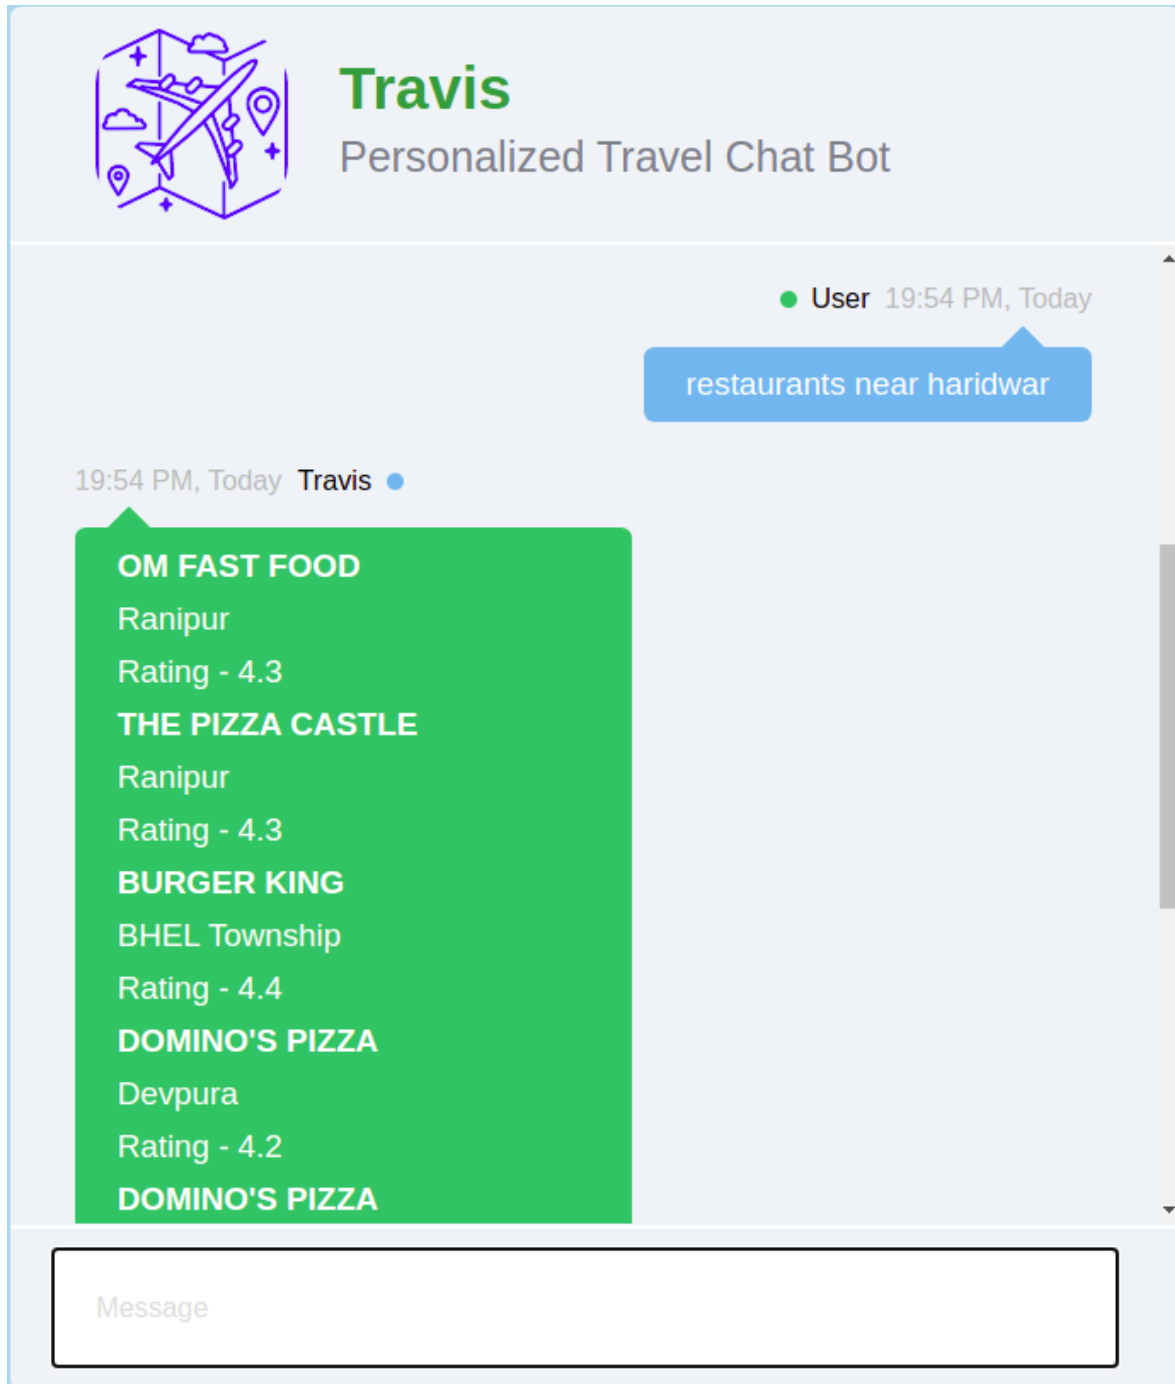 Travis
Personalized Travel Chat Bot
User 19:54 PM, Today
restaurants near haridwar
19:54 PM, Today Travis
OM FAST FOOD
Ranipur
Rating - 4.3
THE PIZZA CASTLE
Ranipur
Rating - 4.3
BURGER KING
BHEL Township
Rating - 4.4
DOMINO'S PIZZA
Devpura
Rating - 4.2
DOMINO'S PIZZA
Message